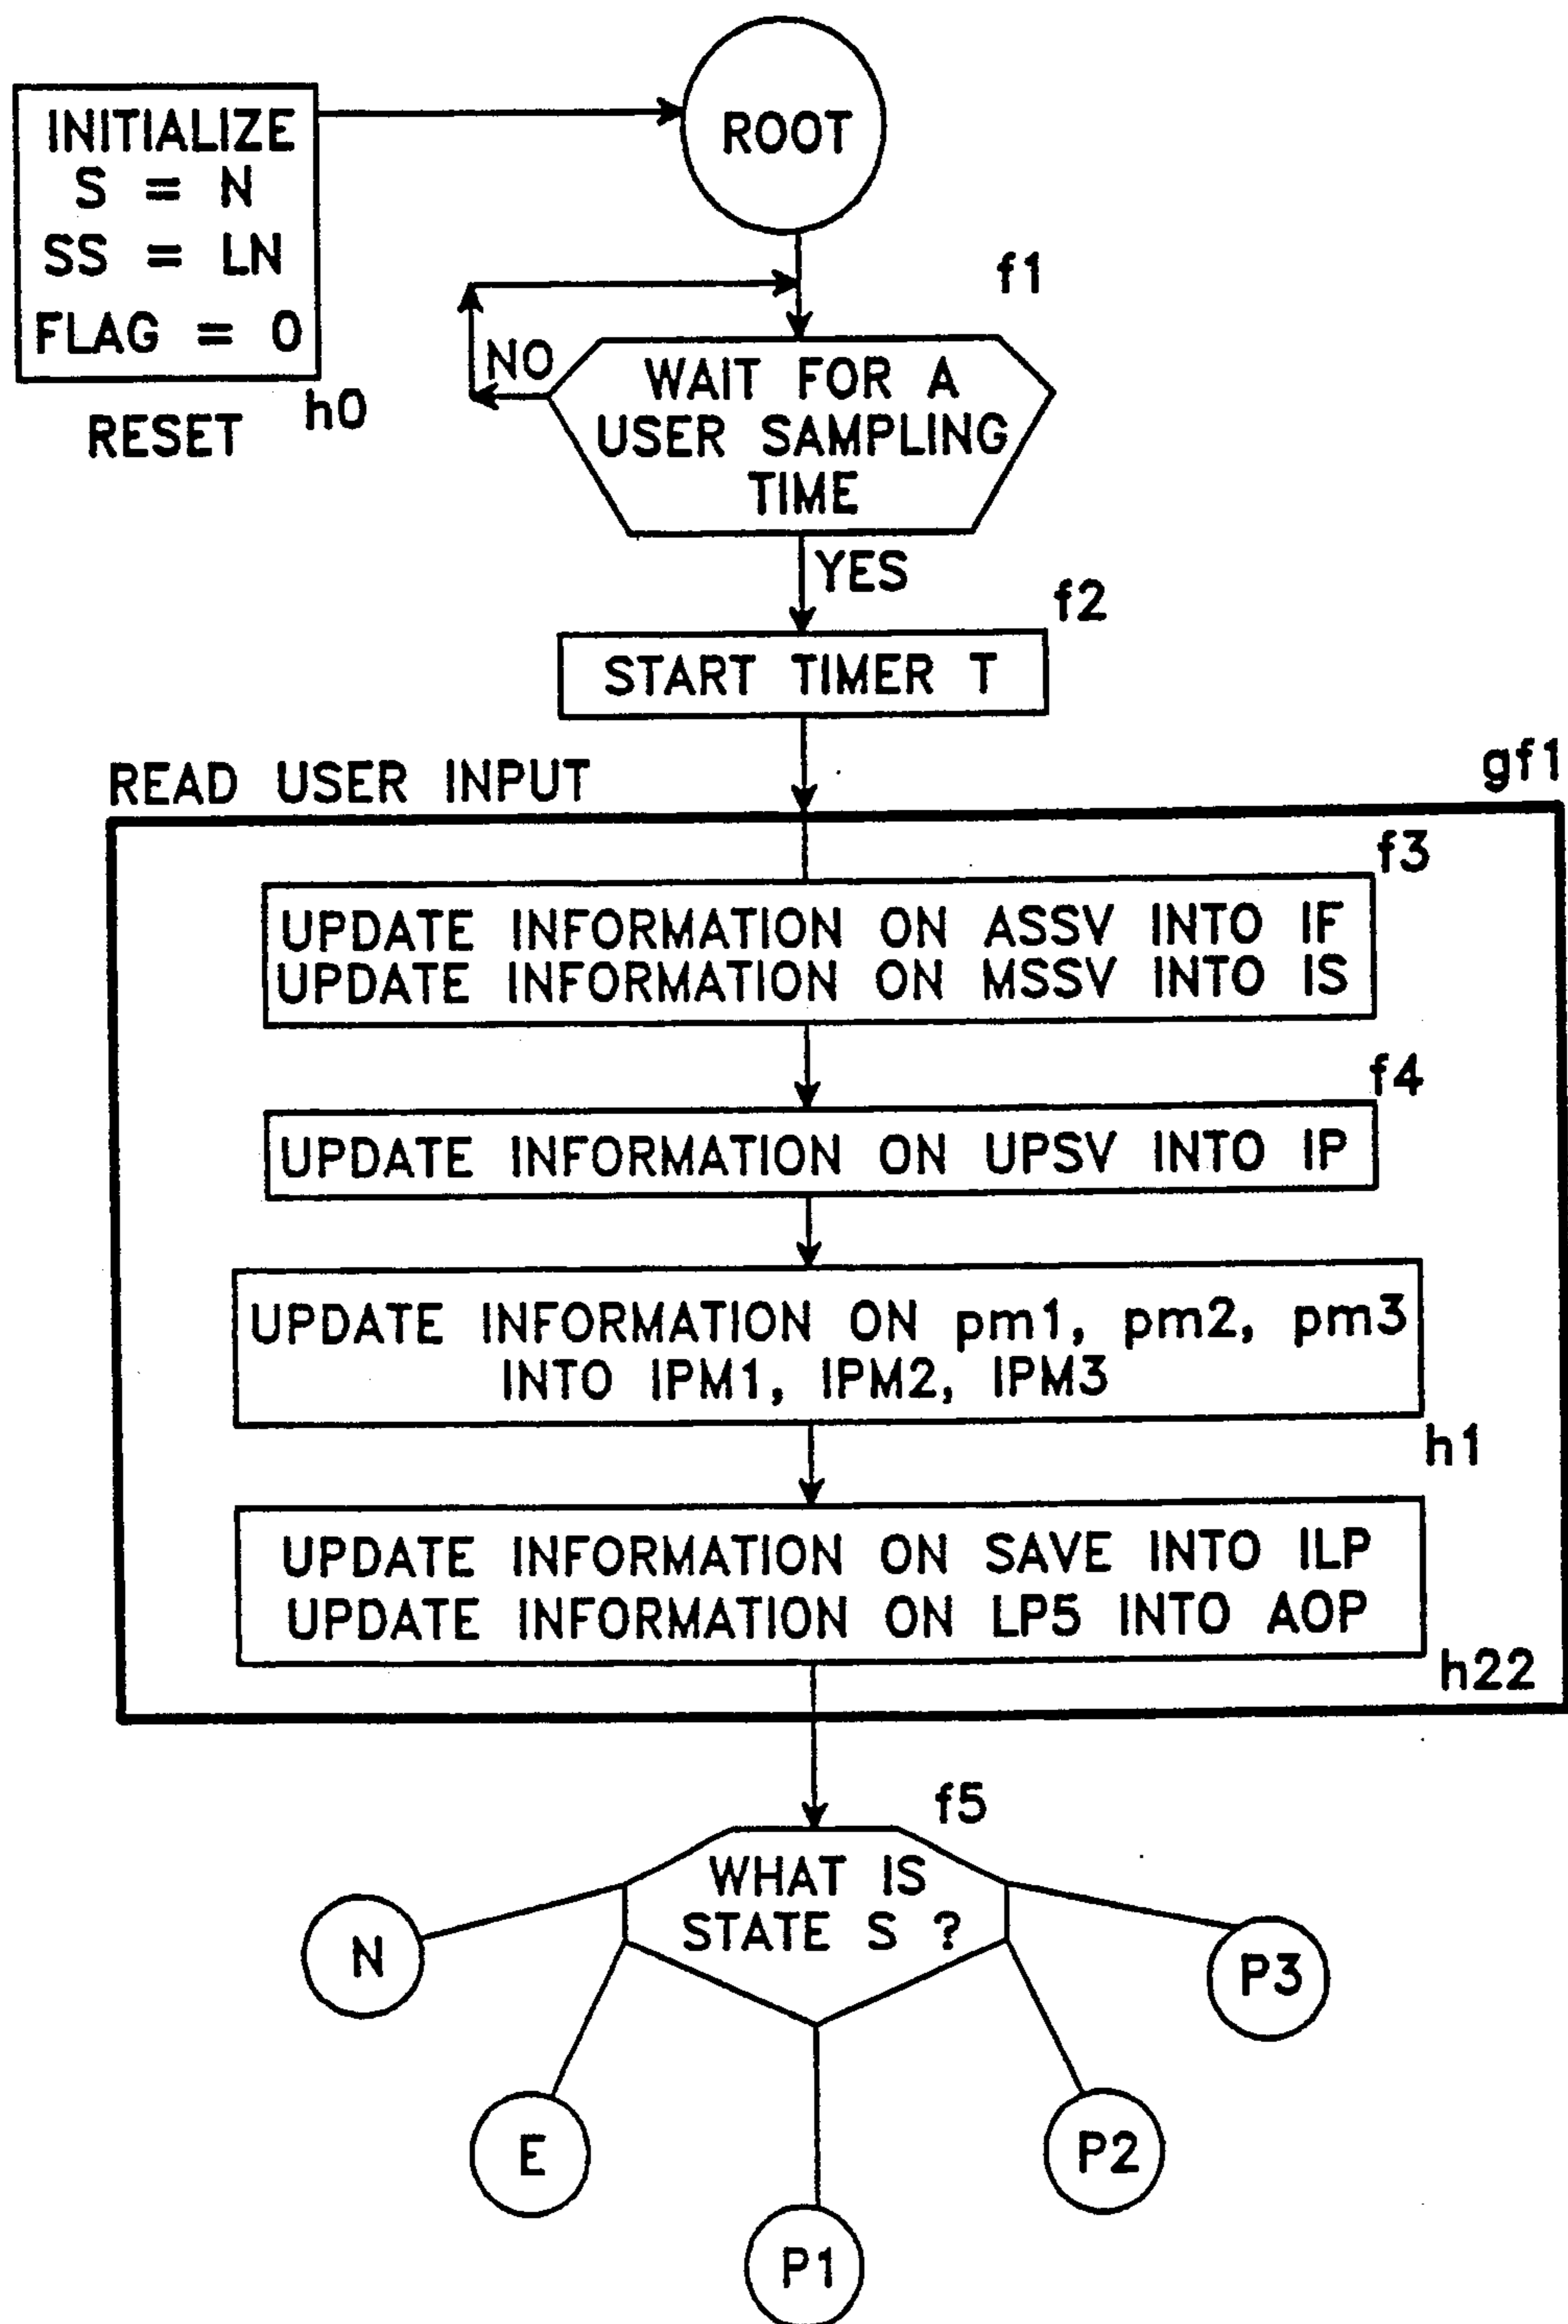 INITIALIZE
S = N
SS = LN
FLAG = 0
RESET
h0
ROOT
f1
NO
WAIT FOR A
USER SAMPLING
TIME
YES
f2
START TIMER T
READ USER INPUT
gf1
f3
UPDATE INFORMATION ON ASSV INTO IF
UPDATE INFORMATION ON MSSV INTO IS
f4
UPDATE INFORMATION ON UPSV INTO IP
UPDATE INFORMATION ON pm1, pm2, pm3
INTO IPM1, IPM2, IPM3
h1
UPDATE INFORMATION ON SAVE INTO ILP
UPDATE INFORMATION ON LP5 INTO AOP
h22
f5
WHAT IS
STATE S ?
N
E
P1
P2
P3